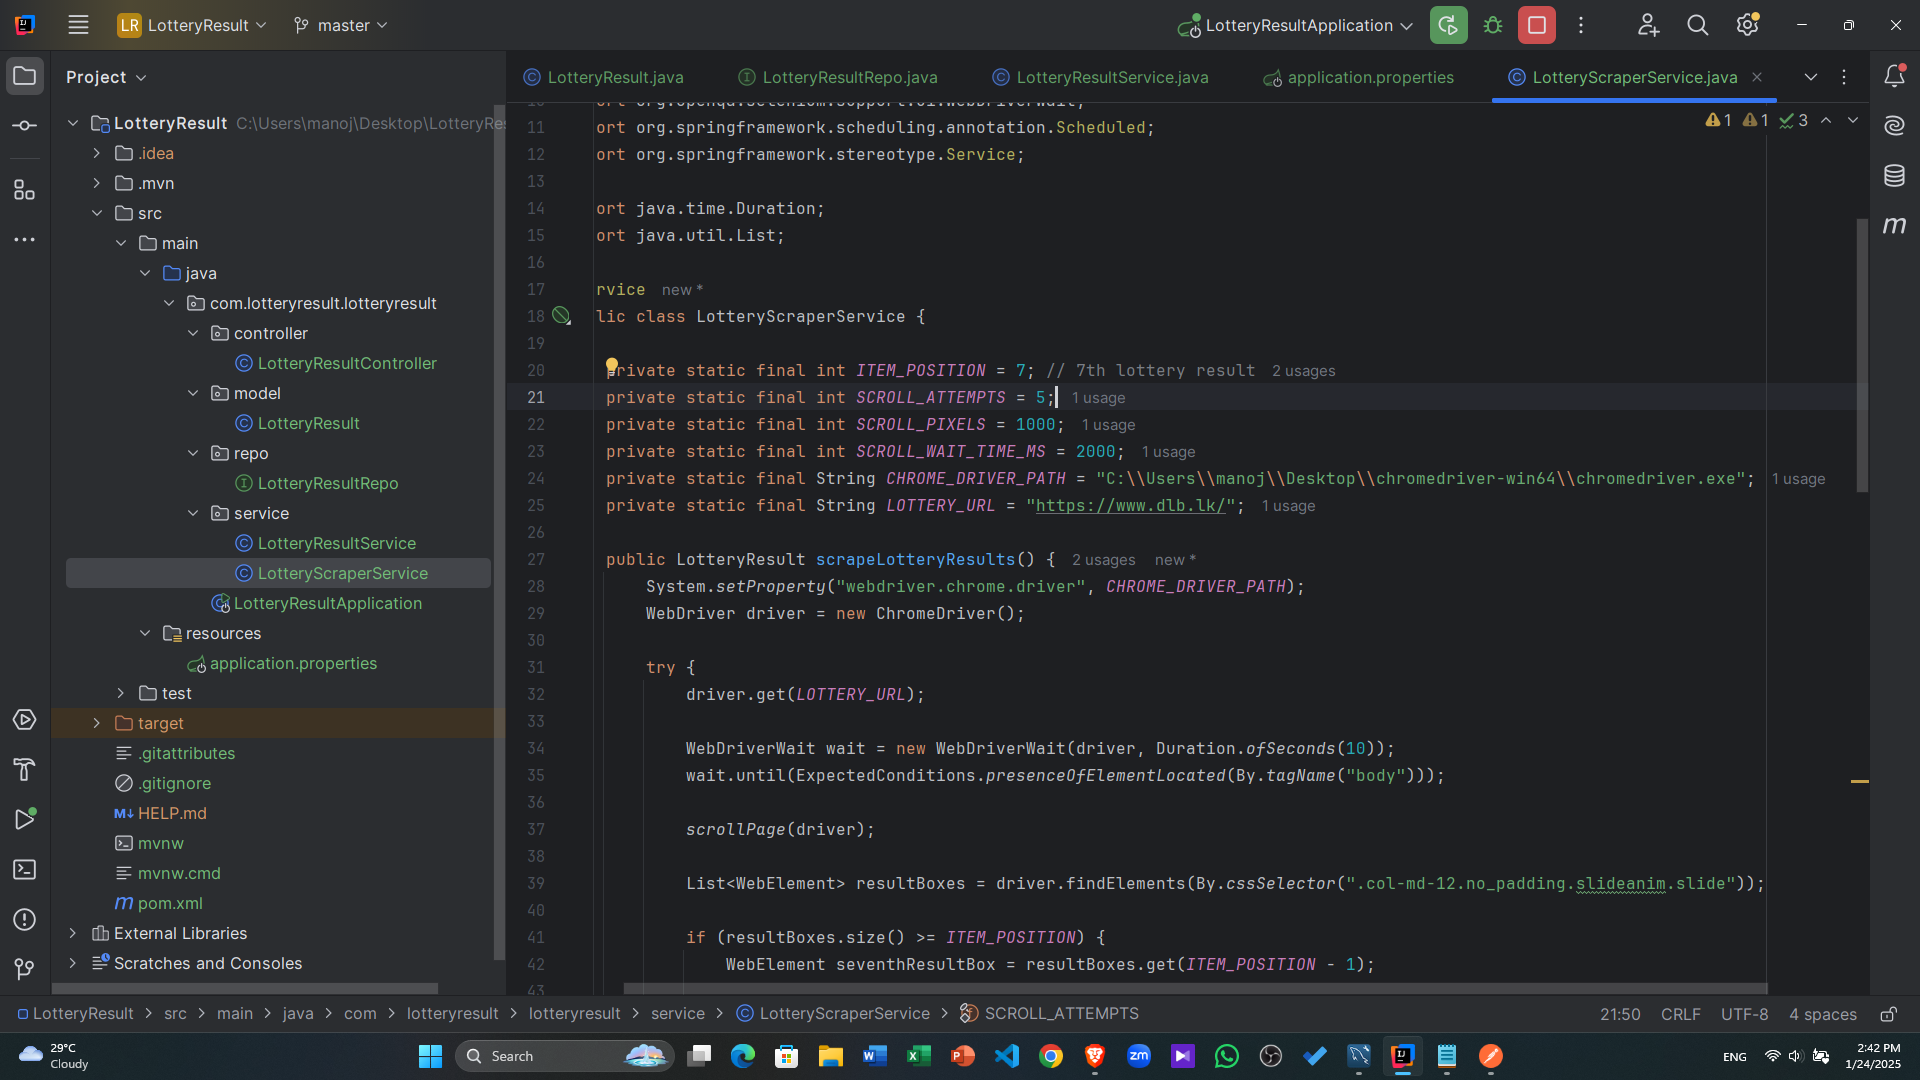 LR LotteryResult master LotteryResultApplication
Project
LotteryResult C:\Users\manoj\Desktop\LotteryRe
.idea
.mvn
src
main
java
com.lotteryresult.lotteryresult
controller
LotteryResultController
model
LotteryResult
repo
LotteryResultRepo
service
LotteryResultService
LotteryScraperService
LotteryResultApplication
resources
application.properties
test
target
.gitattributes
.gitignore
HELP.md
mvnw
mvnw.cmd
pom.xml
External Libraries
Scratches and Consoles
LotteryResult.java LotteryResultRepo.java LotteryResultService.java application.properties LotteryScraperService.java
1 1 3
10 ort org.openqa.selenium.support.ui.WebDriverWait;
11 ort org.springframework.scheduling.annotation.Scheduled;
12 ort org.springframework.stereotype.Service;
13
14 ort java.time.Duration;
15 ort java.util.List;
16
17 rvice new *
18 lic class LotteryScraperService {
19
20 private static final int ITEM_POSITION = 7; // 7th lottery result 2 usages
21 private static final int SCROLL_ATTEMPTS = 5; 1 usage
22 private static final int SCROLL_PIXELS = 1000; 1 usage
23 private static final int SCROLL_WAIT_TIME_MS = 2000; 1 usage
24 private static final String CHROME_DRIVER_PATH = "C:\\Users\\manoj\\Desktop\\chromedriver-win64\\chromedriver.exe"; 1 usage
25 private static final String LOTTERY_URL = "https://www.dlb.lk/"; 1 usage
26
27 public LotteryResult scrapeLotteryResults() { 2 usages new *
28 System.setProperty("webdriver.chrome.driver", CHROME_DRIVER_PATH);
29 WebDriver driver = new ChromeDriver();
30
31 try {
32 driver.get(LOTTERY_URL);
33
34 WebDriverWait wait = new WebDriverWait(driver, Duration.ofSeconds(10));
35 wait.until(ExpectedConditions.presenceOfElementLocated(By.tagName("body")));
36
37 scrollPage(driver);
38
39 List<WebElement> resultBoxes = driver.findElements(By.cssSelector(".col-md-12.no_padding.slideanim.slide"));
40
41 if (resultBoxes.size() >= ITEM_POSITION) {
42 WebElement seventhResultBox = resultBoxes.get(ITEM_POSITION - 1);
43
LotteryResult > src > main > java > com > lotteryresult > lotteryresult > service > LotteryScraperService > SCROLL_ATTEMPTS 21:50 CRLF UTF-8 4 spaces
29°C
Cloudy
Search
ENG
2:42 PM
1/24/2025